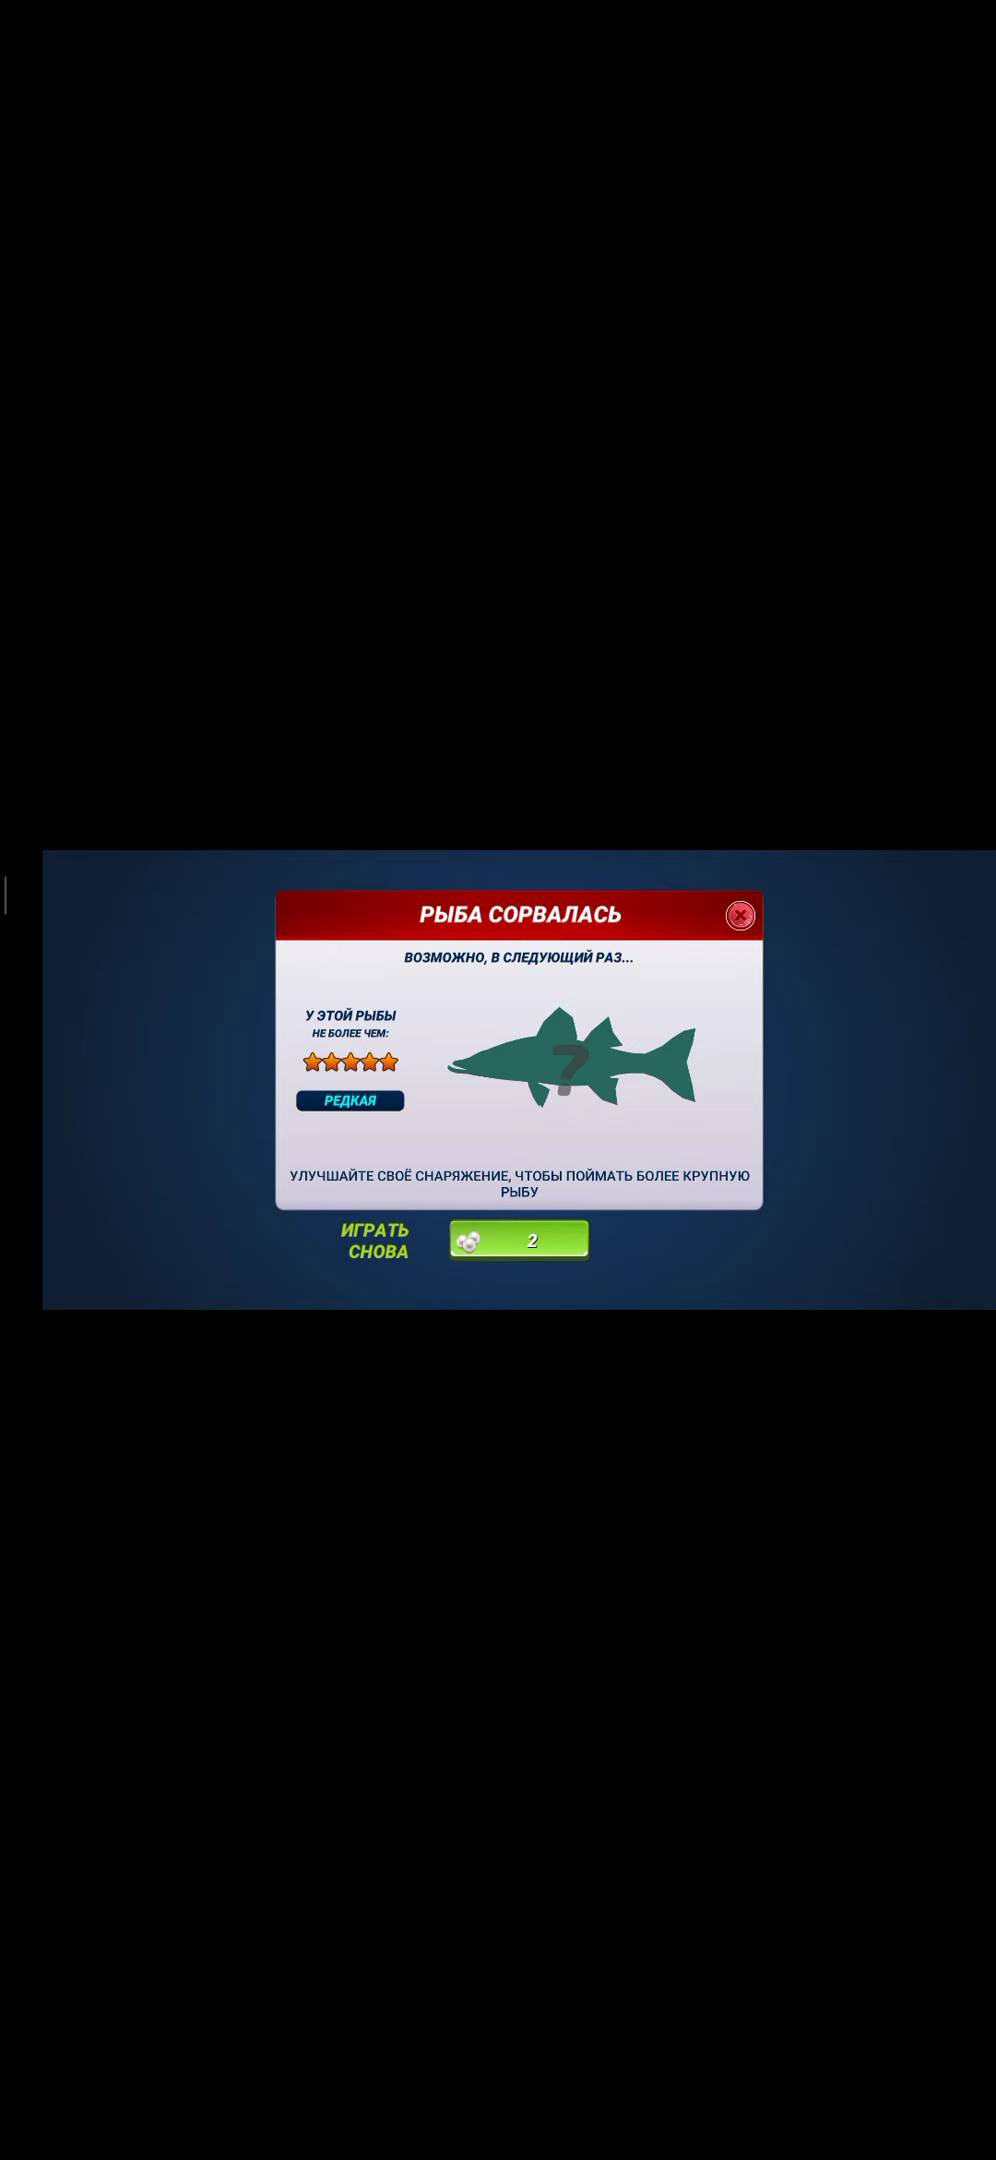 РЫБА СОРВАЛАСЬ
ВОЗМОЖНО, В СЛЕДУЮЩИЙ РАЗ...
У ЭТОЙ РЫБЫ
НЕ БОЛЕЕ ЧЕМ:
РЕДКАЯ
?
УЛУЧШАЙТЕ СВОЁ СНАРЯЖЕНИЕ, ЧТОБЫ ПОЙМАТЬ БОЛЕЕ КРУПНУЮ
РЫБУ
ИГРАТЬ
СНОВА
2